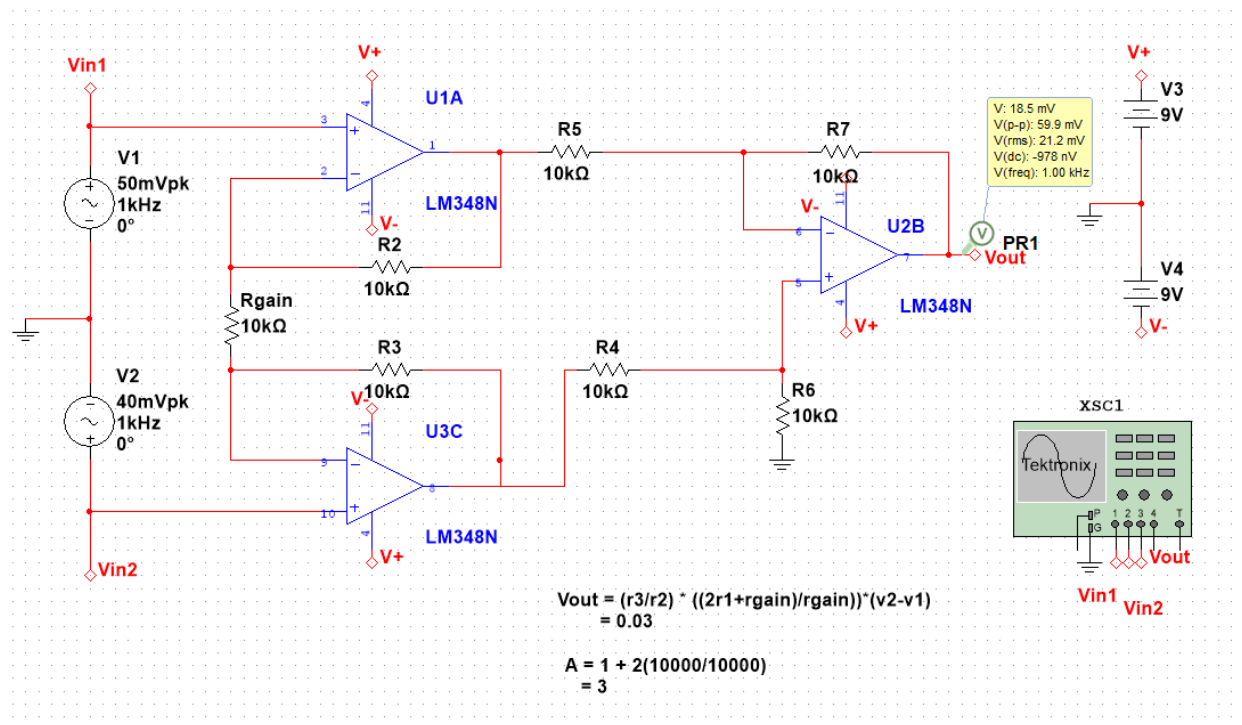 Vin1
V1
50mVpk
1kHz
0°
V2
40mVpk
1kHz
0°
Vin2
V+
4
U1A
3
1
2
11
LM348N
V-
R2
10kΩ
Rgain
10kΩ
R3
10kΩ
V-
11
U3C
9
8
10
4
LM348N
V+
R5
10kΩ
R4
10kΩ
R7
10kΩ
V-
11
U2B
6
7
5
4
LM348N
V+
R6
10kΩ
V: 18.5 mV
V(p-p): 59.9 mV
V(rms): 21.2 mV
V(dc): -978 nV
V(freq): 1.00 kHz
V
PR1
Vout
V+
V3
9V
V4
9V
V-
XSC1
Tektronix
P
G
1 2 3 4 T
Vout
Vin1
Vin2
Vout = (r3/r2) * ((2r1+rgain)/rgain))*(v2-v1)
= 0.03
A = 1 + 2(10000/10000)
= 3